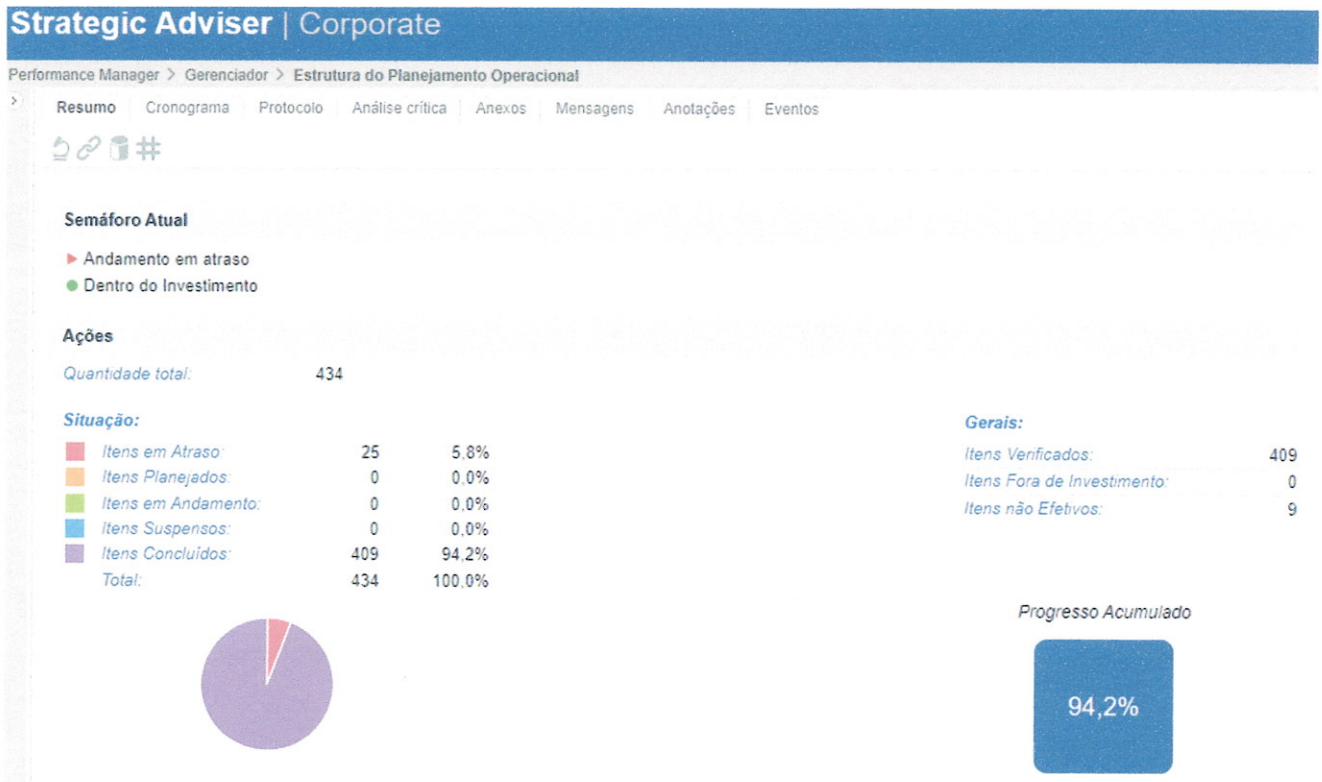 Strategic Adviser | Corporate
Performance Manager > Gerenciador > Estrutura do Planejamento Operacional
Resumo Cronograma Protocolo Análise crítica Anexos Mensagens Anotações Eventos
Semáforo Atual
Andamento em atraso
Dentro do Investimento
Ações
Quantidade total: 434
Situação:
Itens em Atraso: 25 5,8%
Itens Planejados: 0 0,0%
Itens em Andamento: 0 0,0%
Itens Suspensos: 0 0,0%
Itens Concluídos: 409 94,2%
Total: 434 100,0%
Gerais:
Itens Verificados: 409
Itens Fora de Investimento: 0
Itens não Efetivos: 9
Progresso Acumulado
94,2%